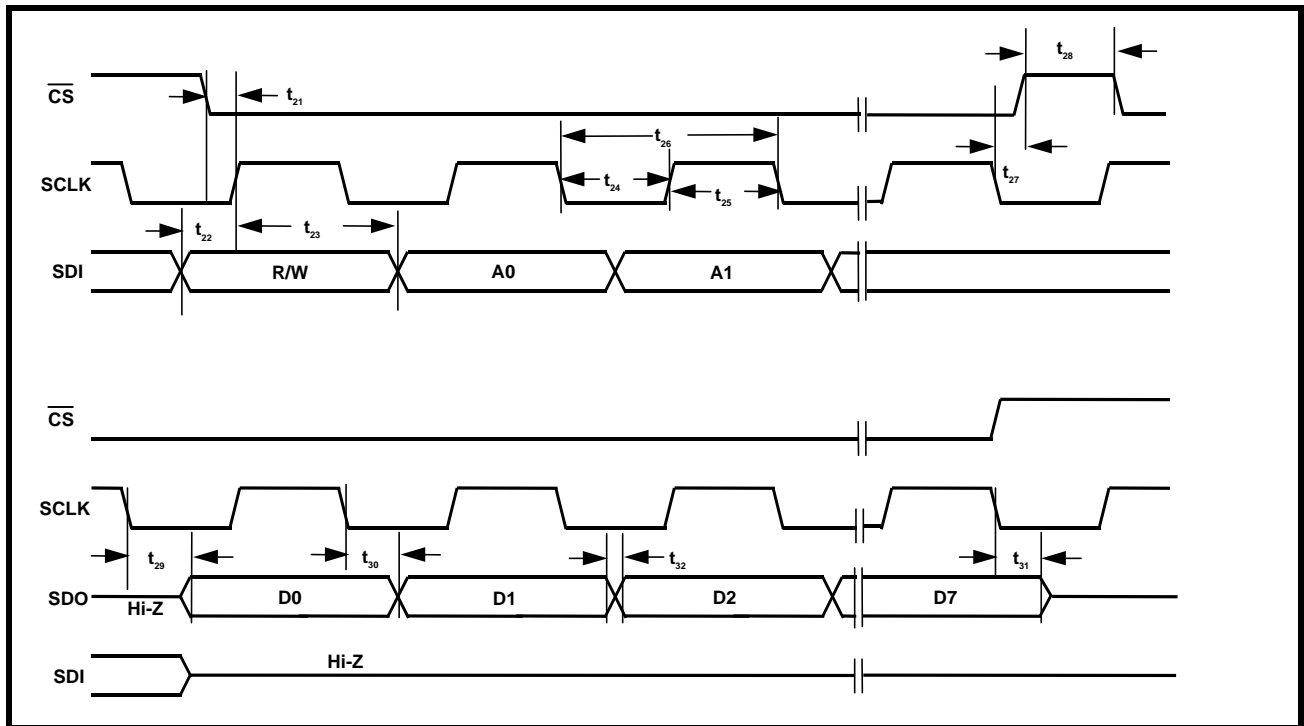 t28
CS
t21
t26
SCLK
t24
t25
t27
t22
t23
SDI
R/W
A0
A1
CS
SCLK
t29
t30
t32
t31
SDO
Hi-Z
D0
D1
D2
D7
Hi-Z
SDI